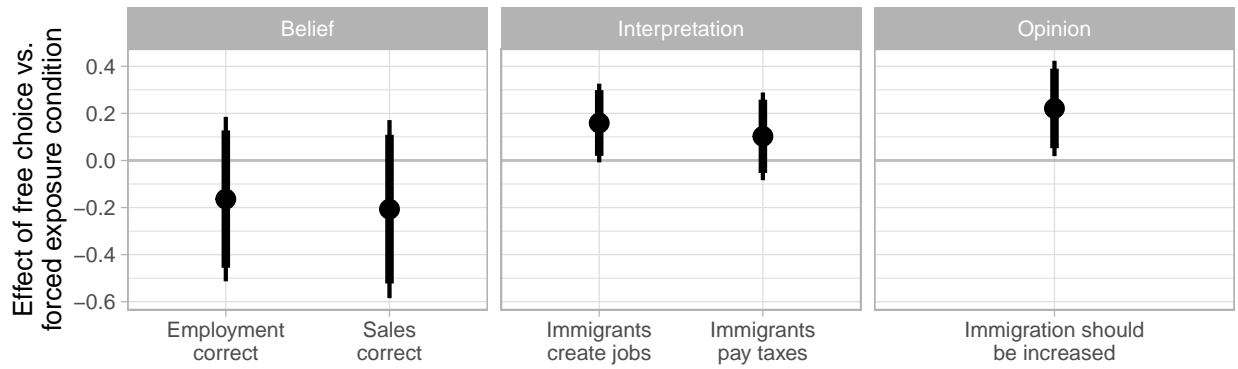 Belief
Interpretation
Opinion
Effect of free choice vs.
forced exposure condition
0.4
0.2
0.0
−0.2
−0.4
−0.6
Employment
correct
Sales
correct
Immigrants
create jobs
Immigrants
pay taxes
Immigration should
be increased